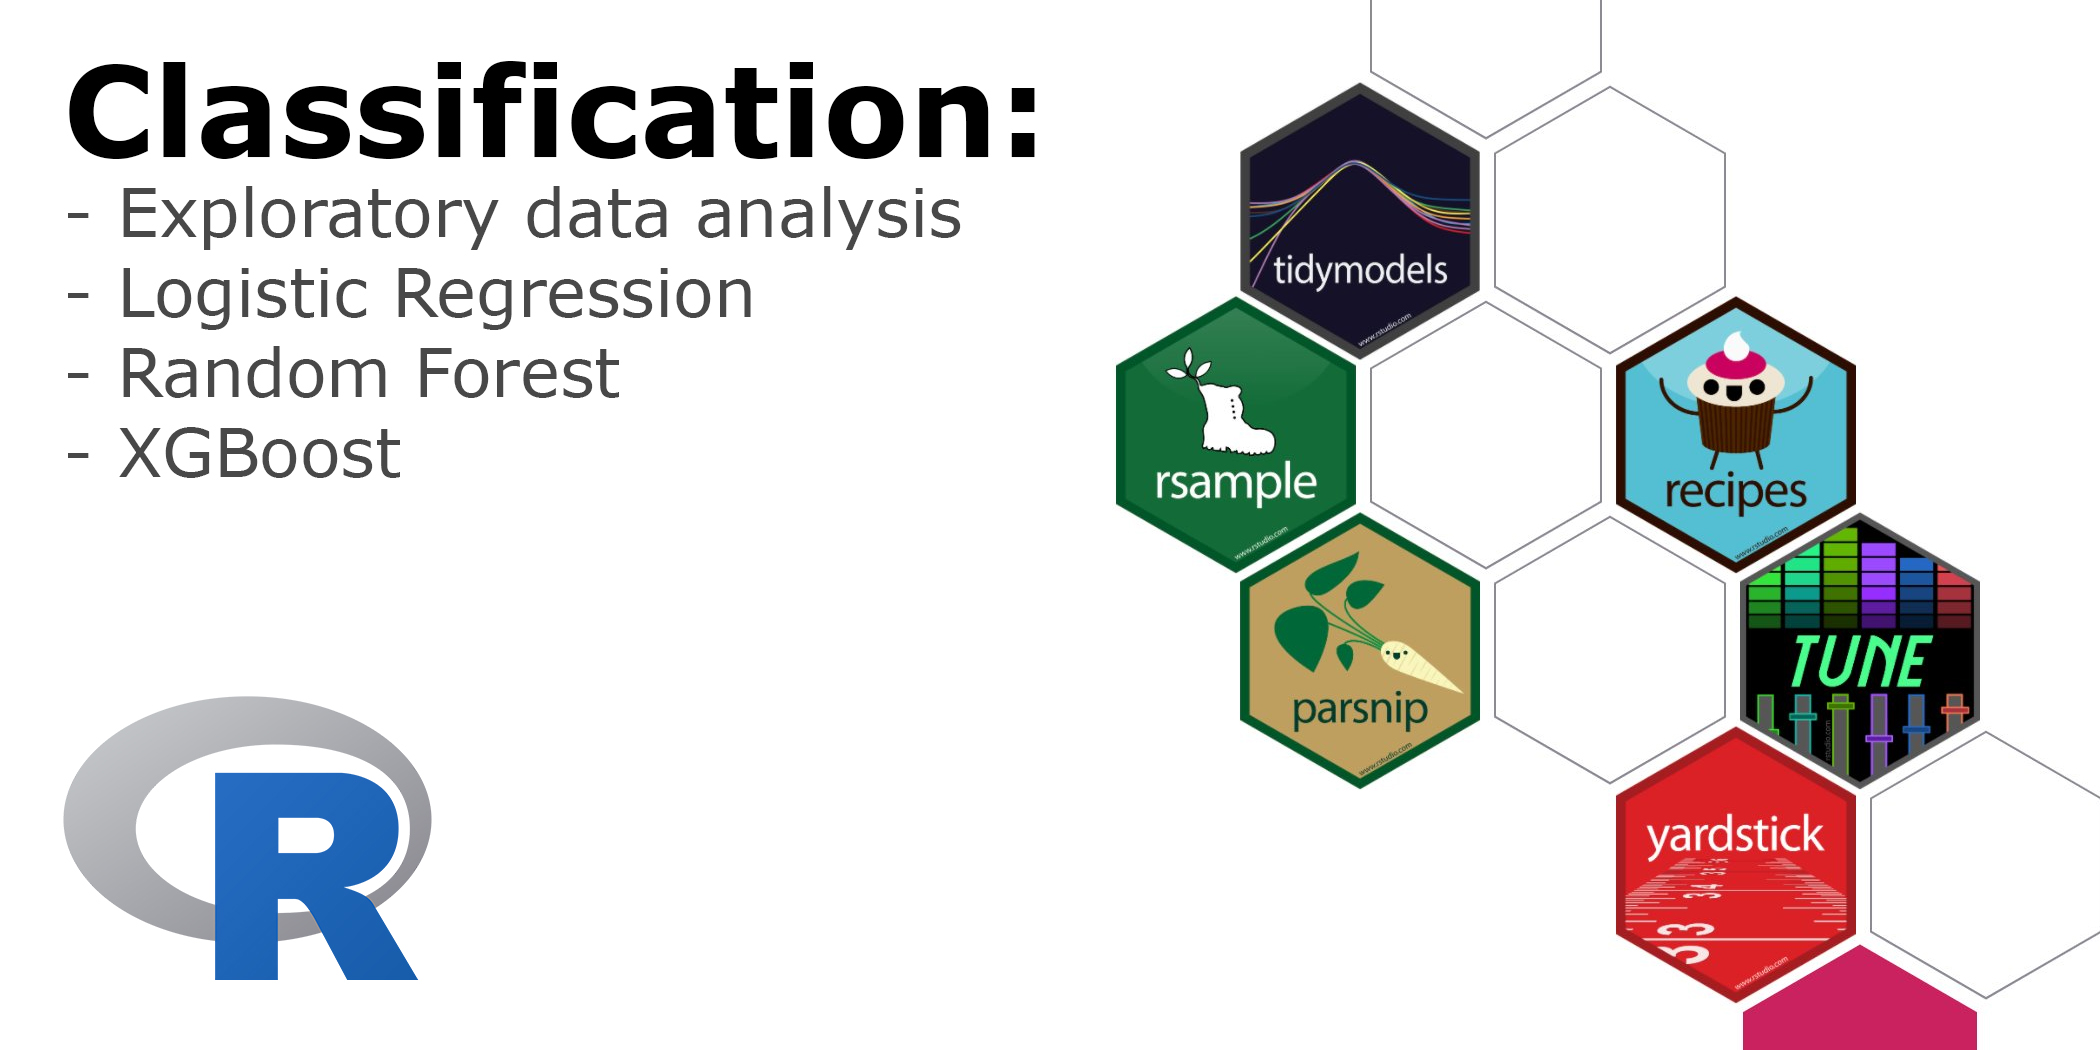 Classification:
- Exploratory data analysis
- Logistic Regression
- Random Forest
- XGBoost
R
tidymodels
www.rstudio.com
rsample
www.rstudio.com
recipes
www.rstudio.com
parsnip
www.rstudio.com
TUNE
rstudio.com
yardstick
33
www.rstudio.com